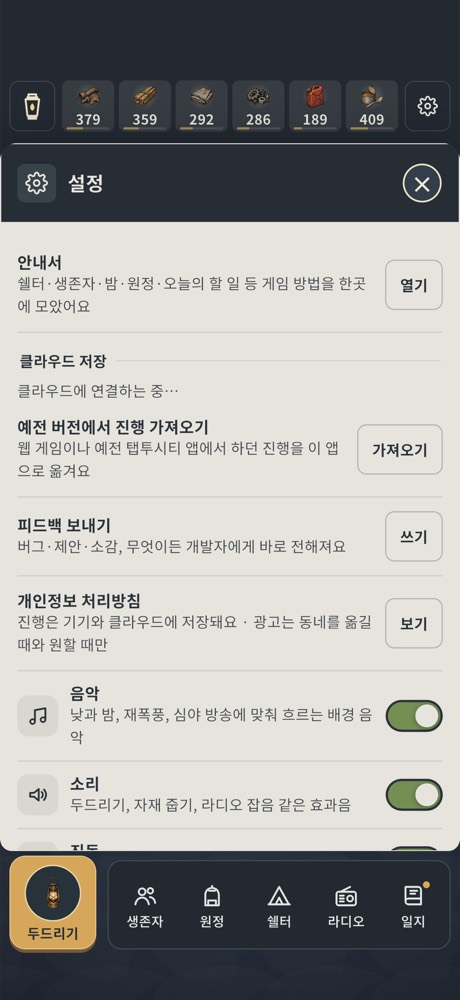 379 359 292 286 189 409
설정
안내서
쉘터·생존자·밤·원정·오늘의 할 일 등 게임 방법을 한곳
에 모았어요
열기
클라우드 저장
클라우드에 연결하는 중…
예전 버전에서 진행 가져오기
웹 게임이나 예전 탭투시티 앱에서 하던 진행을 이 앱
으로 옮겨요
가져오기
피드백 보내기
버그·제안·소감, 무엇이든 개발자에게 바로 전해져요
쓰기
개인정보 처리방침
진행은 기기와 클라우드에 저장돼요 · 광고는 동네를 옮길
때와 원할 때만
보기
음악
낮과 밤, 재폭풍, 심야 방송에 맞춰 흐르는 배경 음
악
소리
두드리기, 자재 줍기, 라디오 잡음 같은 효과음
두드리기
생존자 원정 쉘터 라디오 일지